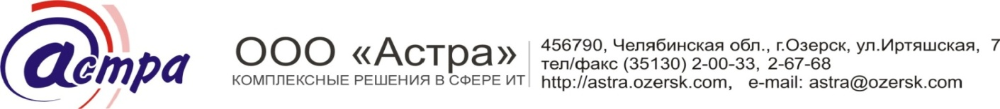 Астра
ООО «Астра»
КОМПЛЕКСНЫЕ РЕШЕНИЯ В СФЕРЕ ИТ
456790, Челябинская обл., г.Озерск, ул.Иртяшская, 7
тел/факс (35130) 2-00-33, 2-67-68
http://astra.ozersk.com, e-mail: astra@ozersk.com